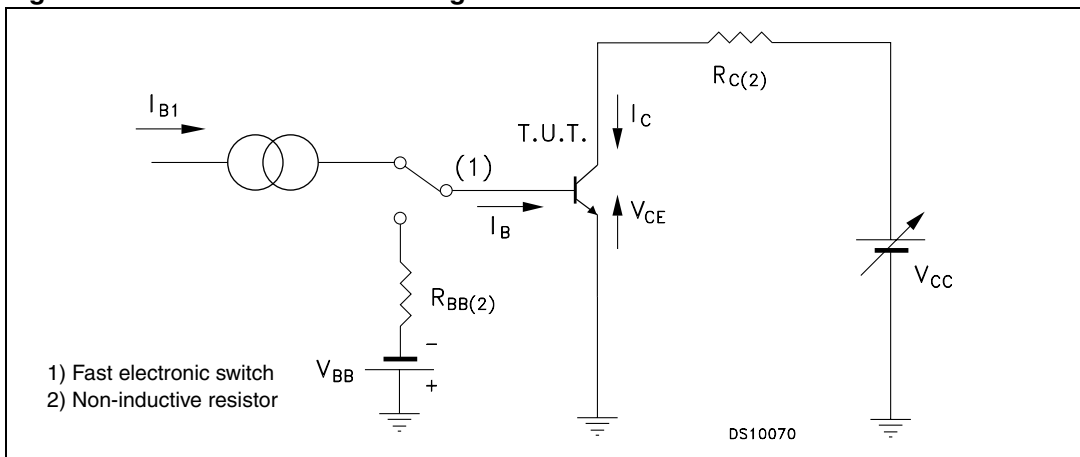 I_B1
R_C(2)
I_C
T.U.T.
(1)
I_B
V_CE
R_BB(2)
V_CC
V_BB
−
+
1) Fast electronic switch
2) Non-inductive resistor
DS10070